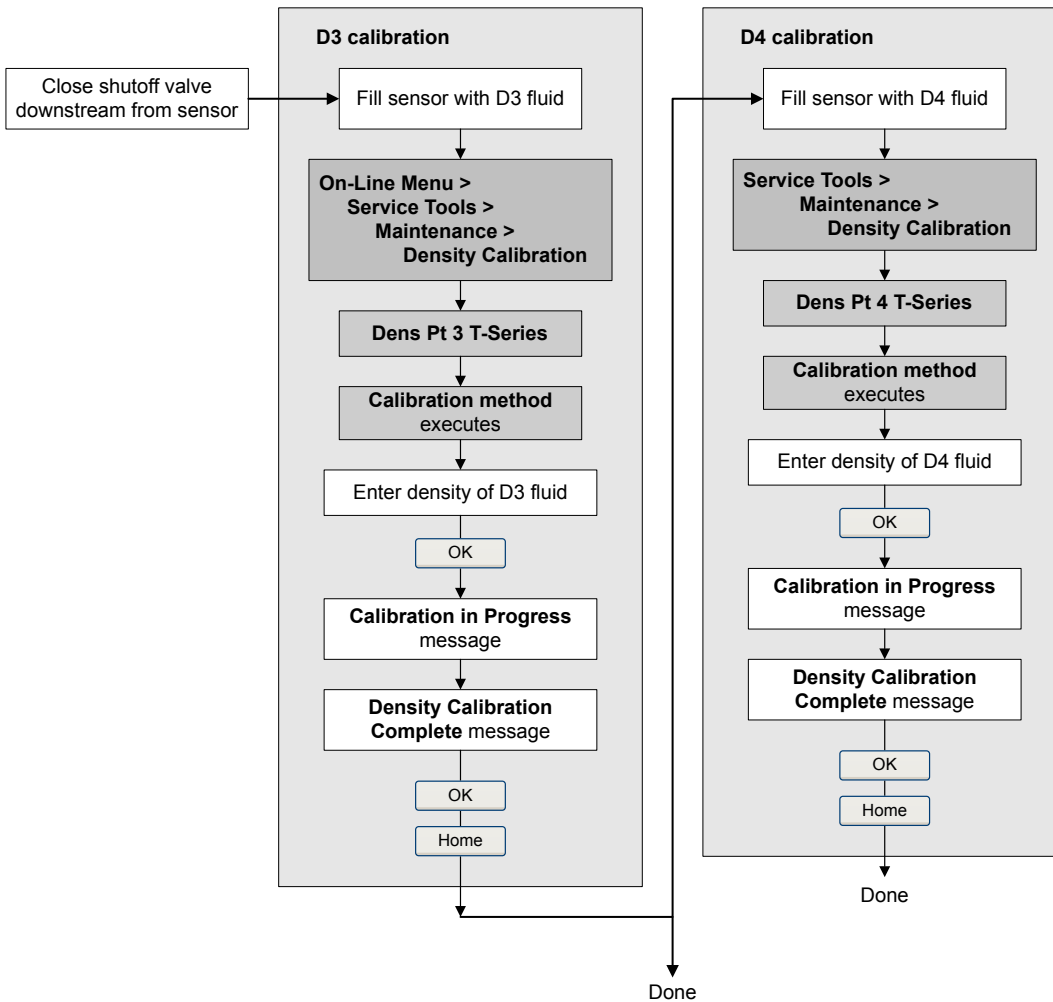 Close shutoff valve
downstream from sensor
D3 calibration
Fill sensor with D3 fluid
On-Line Menu >
Service Tools >
Maintenance >
Density Calibration
Dens Pt 3 T-Series
Calibration method
executes
Enter density of D3 fluid
OK
Calibration in Progress
message
Density Calibration
Complete message
OK
Home
Done
D4 calibration
Fill sensor with D4 fluid
Service Tools >
Maintenance >
Density Calibration
Dens Pt 4 T-Series
Calibration method
executes
Enter density of D4 fluid
OK
Calibration in Progress
message
Density Calibration
Complete message
OK
Home
Done